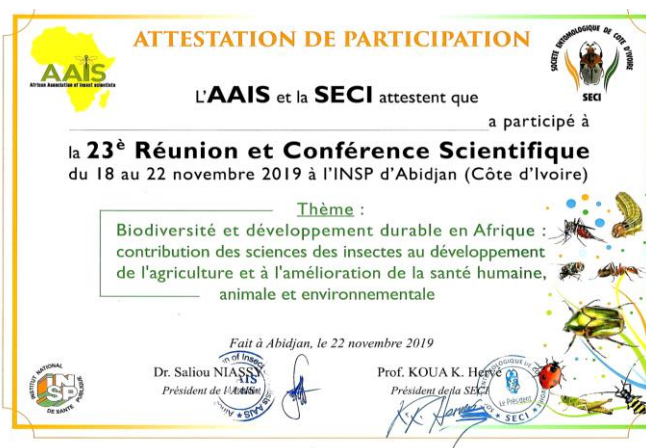 ATTESTATION DE PARTICIPATION
AAIS
African Association of insect scientists
SOCIETE ENTOMOLOGIQUE DE COTE D'IVOIRE
SECI
L'AAIS et la SECI attestent que
a participé à
la 23è Réunion et Conférence Scientifique
du 18 au 22 novembre 2019 à l'INSP d'Abidjan (Côte d'Ivoire)
Thème :
Biodiversité et développement durable en Afrique :
contribution des sciences des insectes au développement
de l'agriculture et à l'amélioration de la santé humaine,
animale et environnementale
Fait à Abidjan, le 22 novembre 2019
INSTITUT NATIONAL
INSP
DE SANTE PUBLIQUE
Dr. Saliou NIASSY
Président de l'AAIS
Prof. KOUA K. Hervé
Président de la SECI
Le Président
SECI